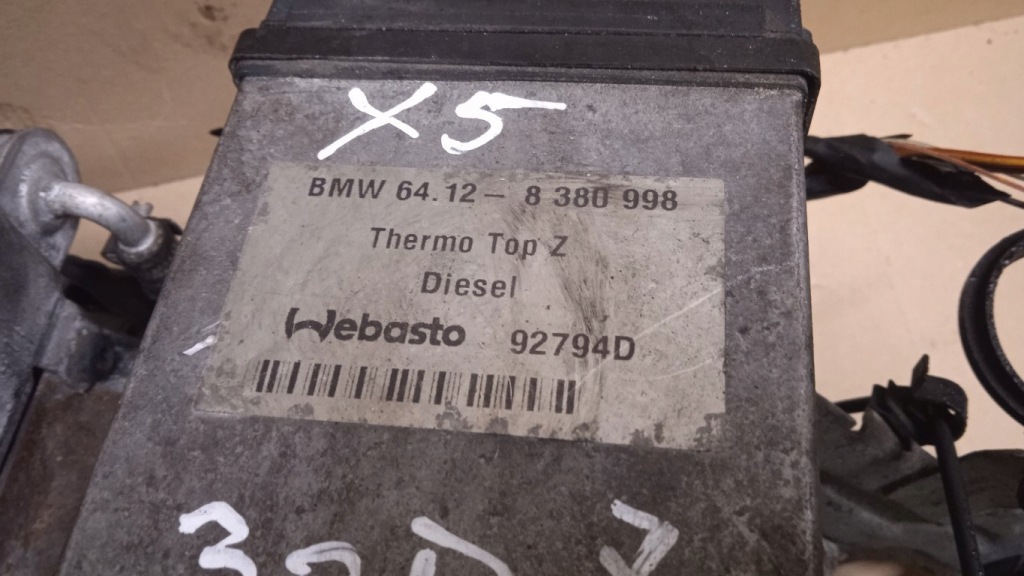 X5
BMW 64.12 – 8 380 998
Thermo Top Z
Diesel
Webasto 92794D